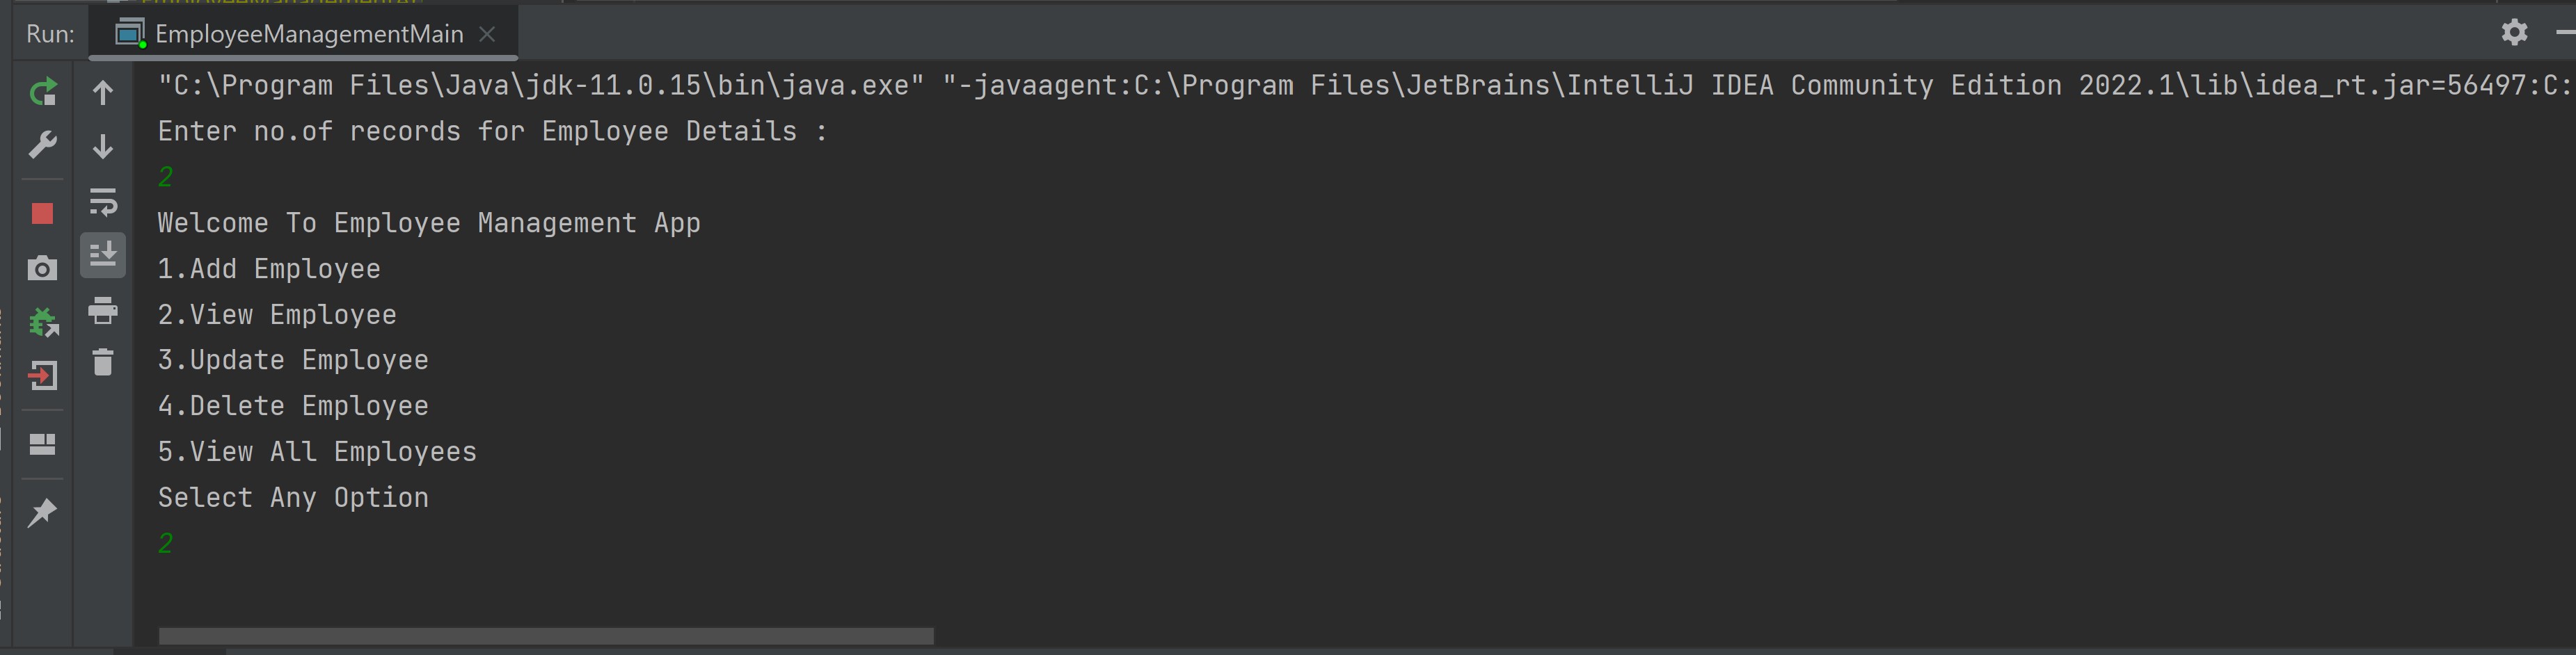 Run: EmployeeManagementMain
"C:\Program Files\Java\jdk-11.0.15\bin\java.exe" "-javaagent:C:\Program Files\JetBrains\IntelliJ IDEA Community Edition 2022.1\lib\idea_rt.jar=56497:C:
Enter no.of records for Employee Details :
2
Welcome To Employee Management App
1.Add Employee
2.View Employee
3.Update Employee
4.Delete Employee
5.View All Employees
Select Any Option
2